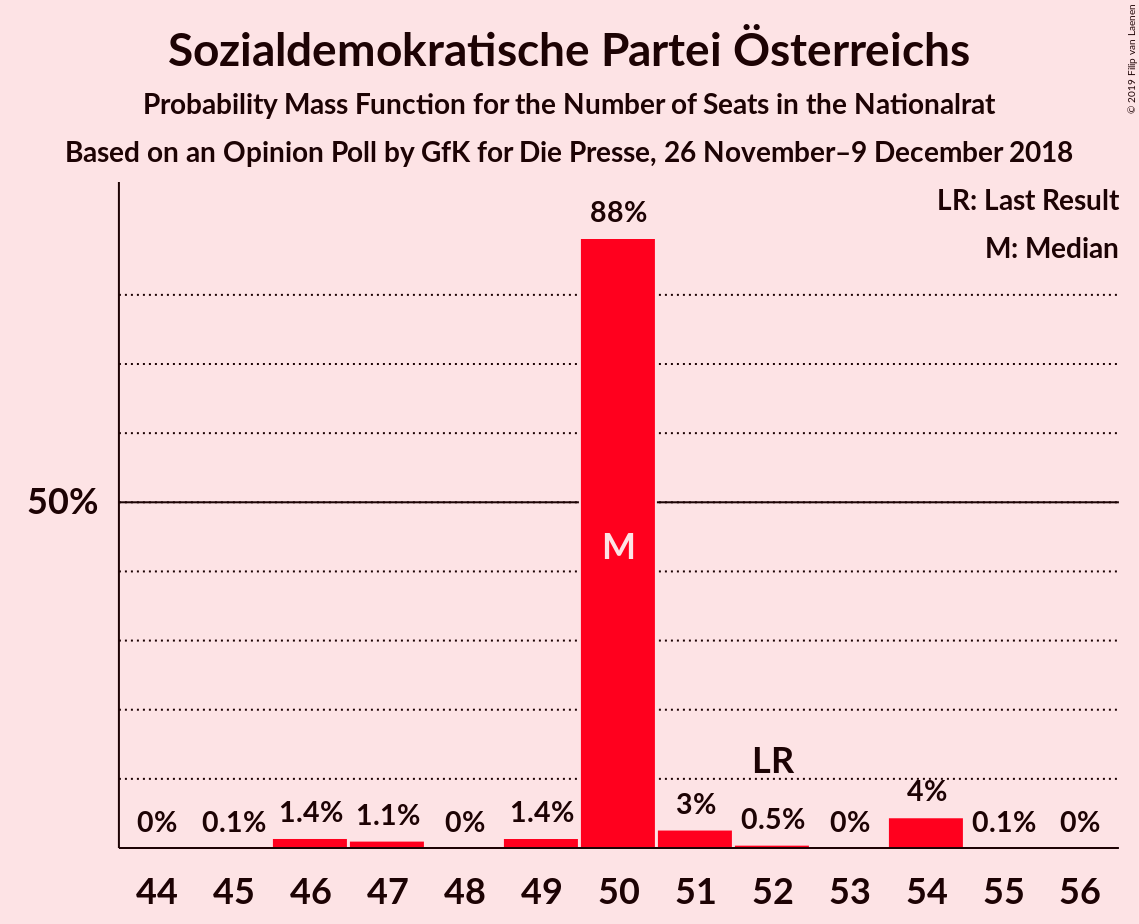 Sozialdemokratische Partei Österreichs
Probability Mass Function for the Number of Seats in the Nationalrat
Based on an Opinion Poll by GfK for Die Presse, 26 November–9 December 2018
© 2019 Filip van Laenen
LR: Last Result
M: Median
88%
50%
M
LR
0% 0.1% 1.4% 1.1% 0% 1.4% 3% 0.5% 0% 4% 0.1% 0%
44 45 46 47 48 49 50 51 52 53 54 55 56